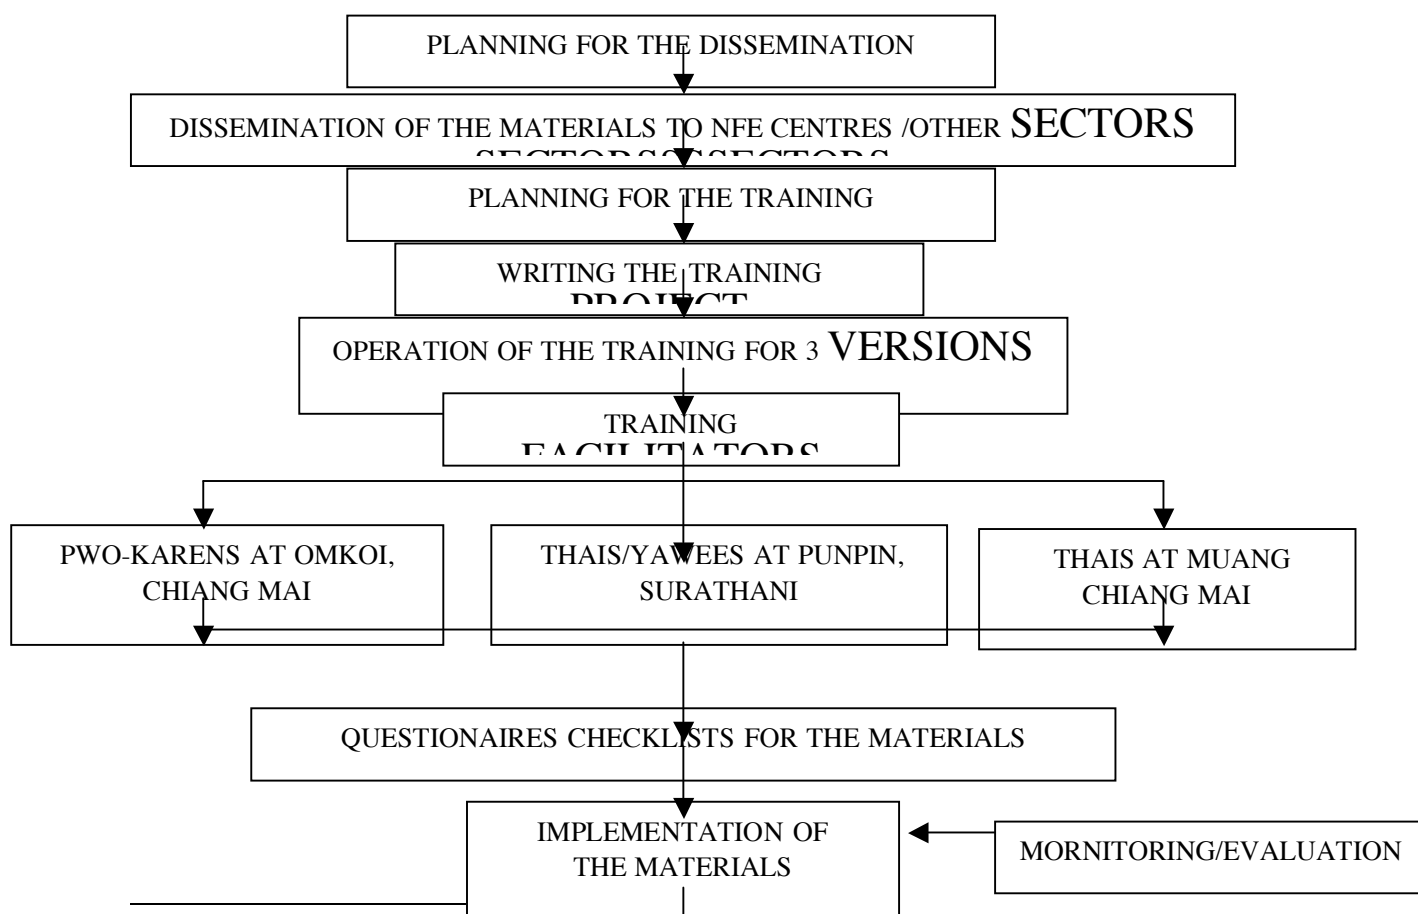 PLANNING FOR THE DISSEMINATION
DISSEMINATION OF THE MATERIALS TO NFE CENTRES /OTHER SECTORS
PLANNING FOR THE TRAINING
WRITING THE TRAINING
PROJECT
OPERATION OF THE TRAINING FOR 3 VERSIONS
TRAINING
FACILITATORS
PWO-KARENS AT OMKOI,
CHIANG MAI
THAIS/YAWEES AT PUNPIN,
SURATHANI
THAIS AT MUANG
CHIANG MAI
QUESTIONAIRES CHECKLISTS FOR THE MATERIALS
IMPLEMENTATION OF
THE MATERIALS
MORNITORING/EVALUATION